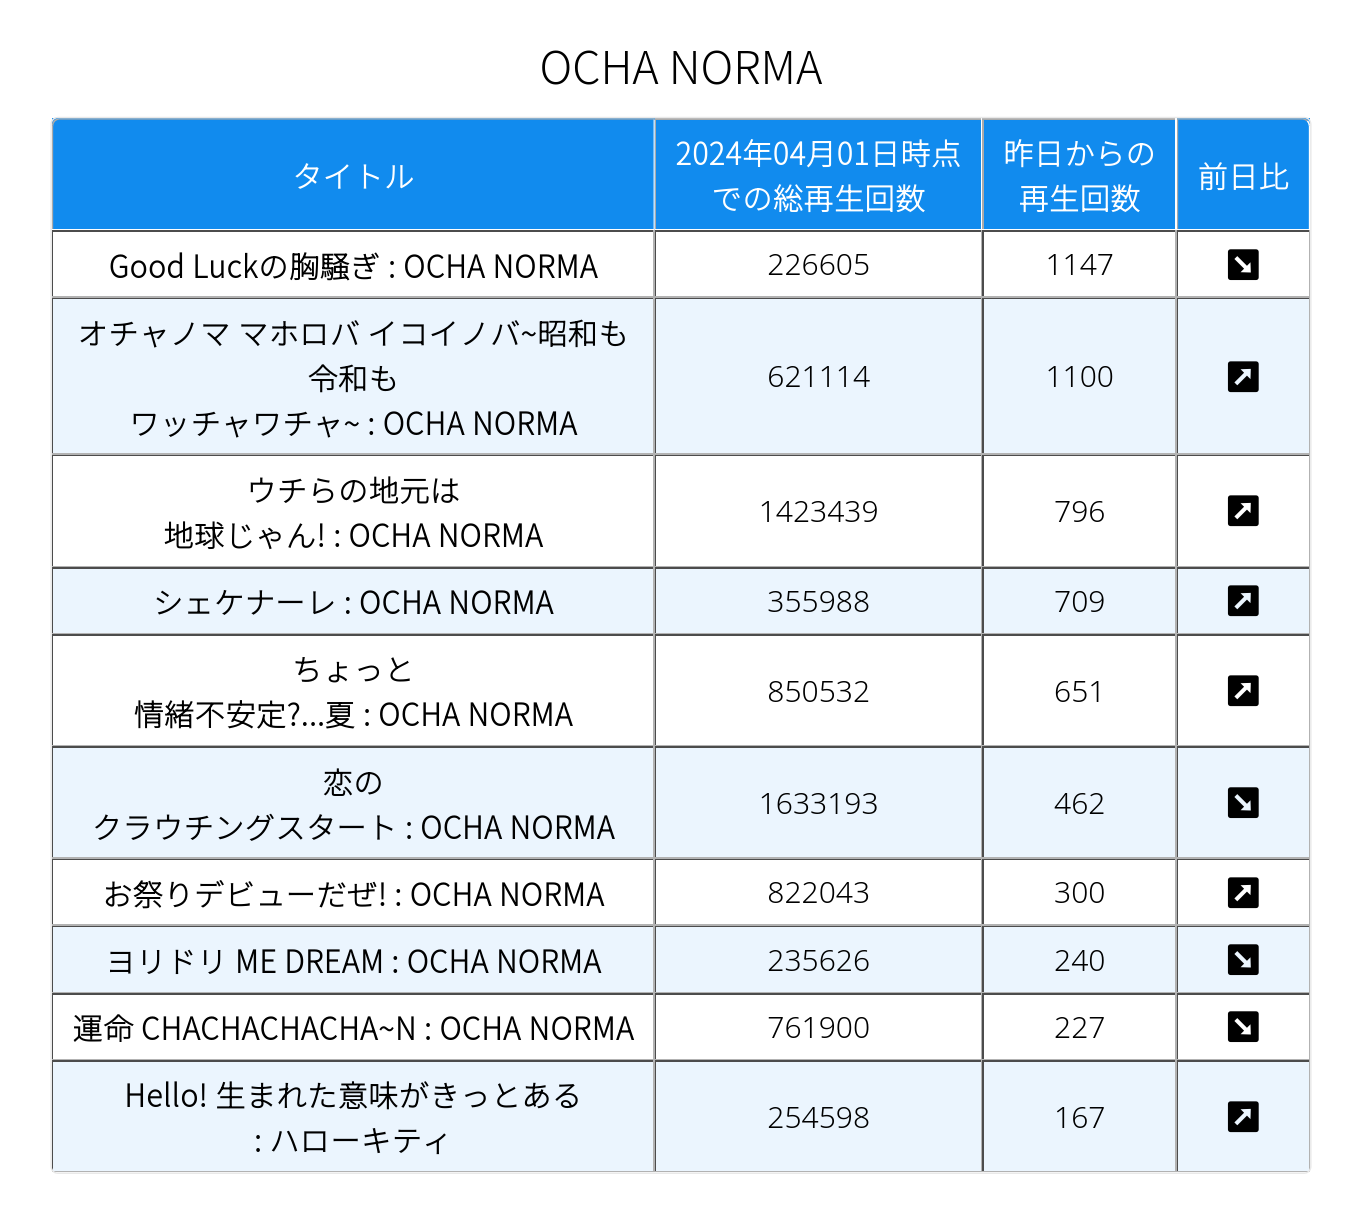 OCHA NORMA
タイトル
2024年04月01日時点
での総再生回数
昨日からの
再生回数
前日比
Good Luckの胸騒ぎ : OCHA NORMA
226605
1147
オチャノマ マホロバ イコイノバ~昭和も
令和も
ワッチャワチャ~ : OCHA NORMA
621114
1100
ウチらの地元は
地球じゃん! : OCHA NORMA
1423439
796
シェケナーレ : OCHA NORMA
355988
709
ちょっと
情緒不安定?...夏 : OCHA NORMA
850532
651
恋の
クラウチングスタート : OCHA NORMA
1633193
462
お祭りデビューだぜ! : OCHA NORMA
822043
300
ヨリドリ ME DREAM : OCHA NORMA
235626
240
運命 CHACHACHACHA~N : OCHA NORMA
761900
227
Hello! 生まれた意味がきっとある
: ハローキティ
254598
167